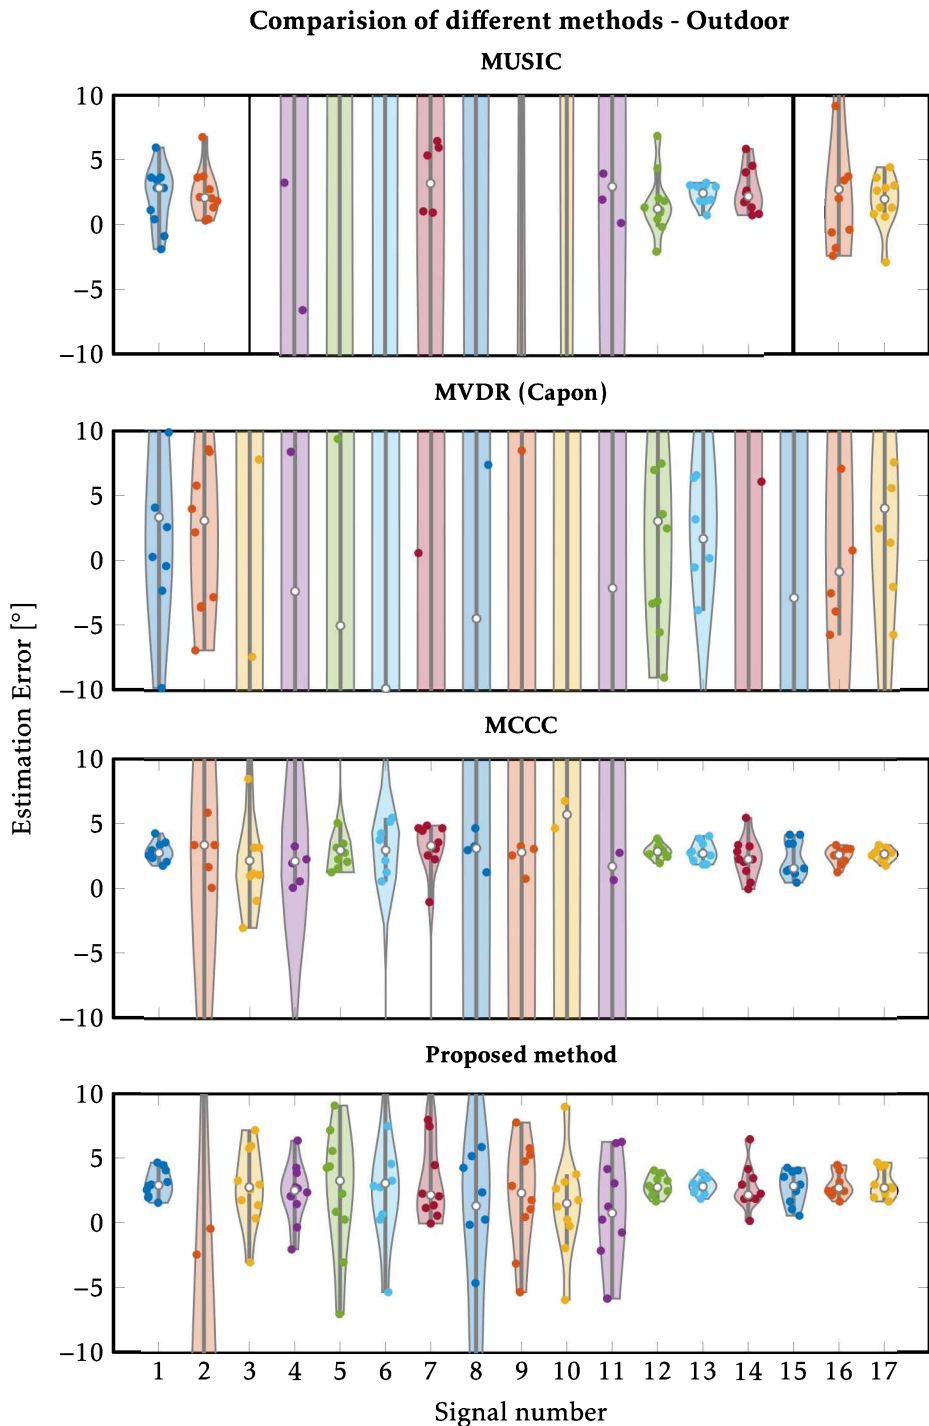 Comparision of different methods - Outdoor
MUSIC
10
5
0
−5
−10
MVDR (Capon)
10
5
0
−5
−10
Estimation Error [°]
MCCC
10
5
0
−5
−10
Proposed method
10
5
0
−5
−10
1 2 3 4 5 6 7 8 9 10 11 12 13 14 15 16 17
Signal number